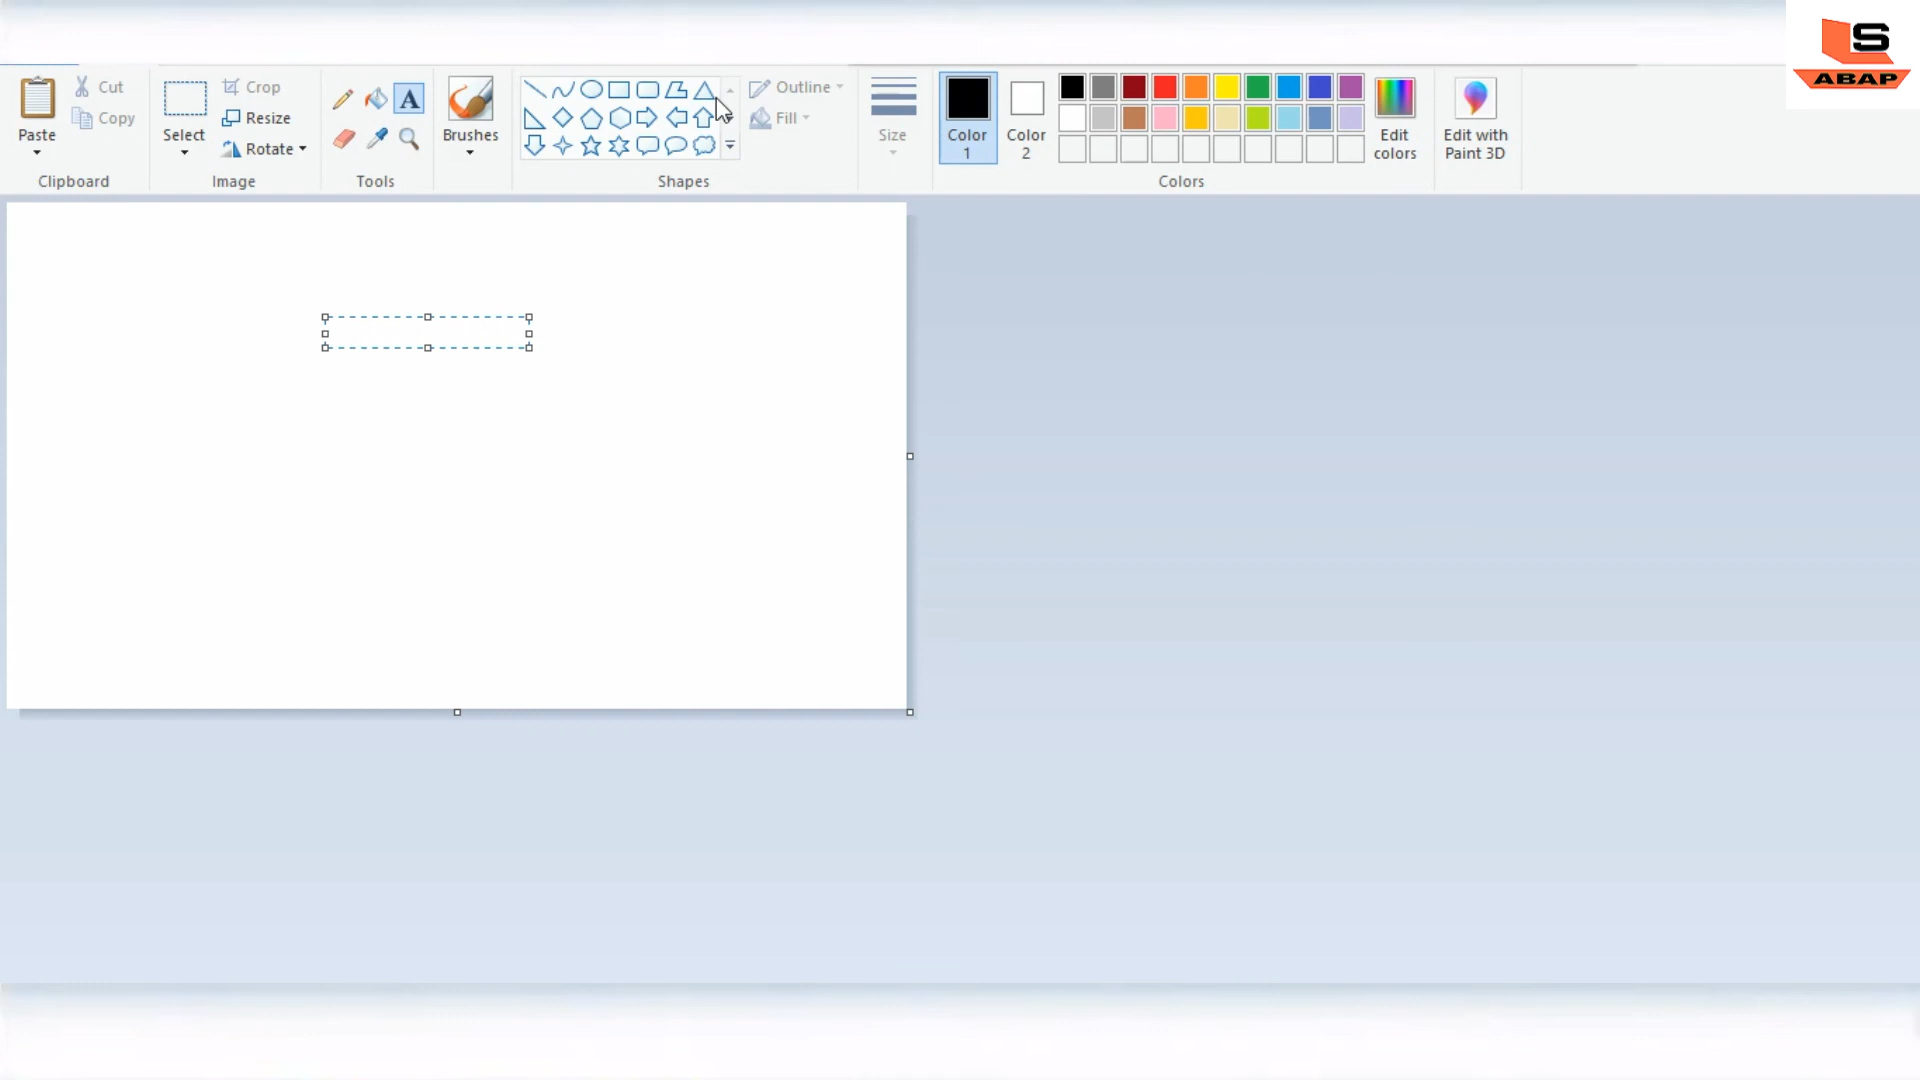 S
ABAP
Cut
Crop
Outline
Copy
Resize
Fill
Paste
Select
Rotate
A
Brushes
Size
Color
1
Color
2
Edit
colors
Edit with
Paint 3D
Clipboard
Image
Tools
Shapes
Colors